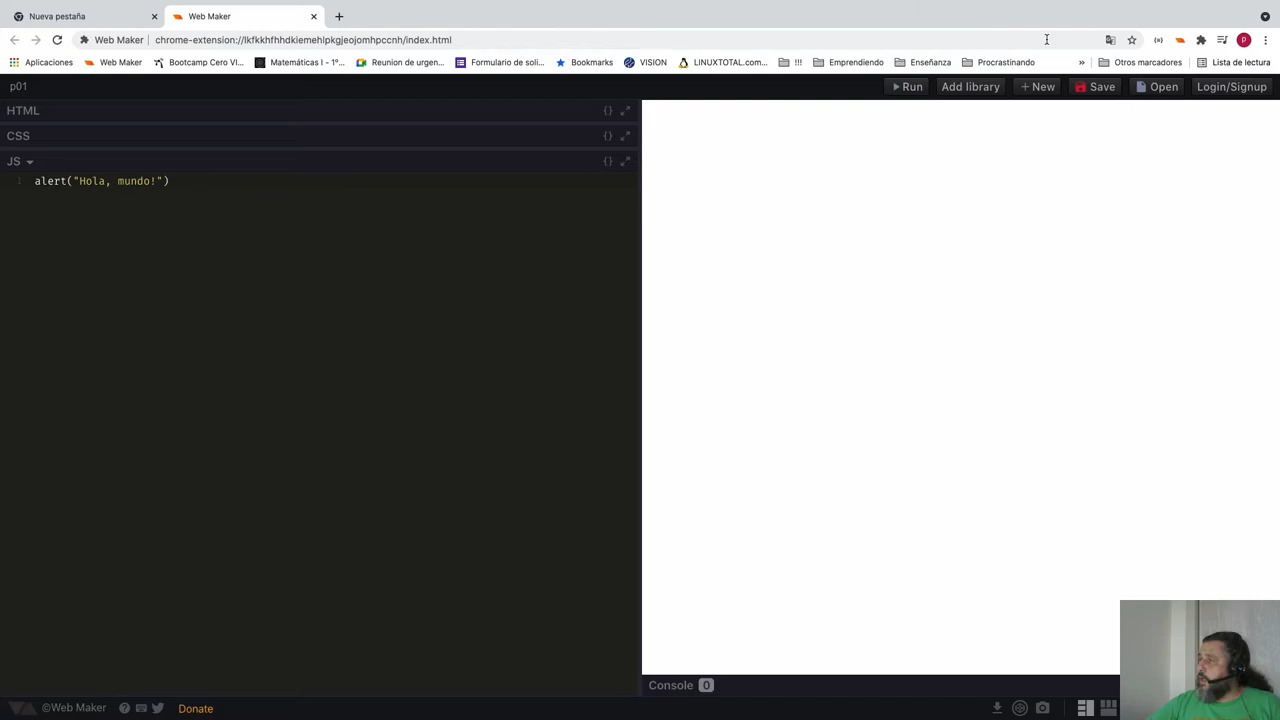 Nueva pestaña
Web Maker
Web Maker chrome-extension://lkfkkhfhhdkiemehlpkgjeojomhpccnh/index.html
Aplicaciones Web Maker Bootcamp Cero VI... Matemáticas I - 1º... Reunion de urgen... Formulario de soli... Bookmarks VISION LINUXTOTAL.com... !!! Emprendiendo Enseñanza Procrastinando » Otros marcadores Lista de lectura
p01 Run Add library + New Save Open Login/Signup
HTML {}
CSS {}
JS {}
1 alert("Hola, mundo!")
Console 0
©Web Maker ? Donate